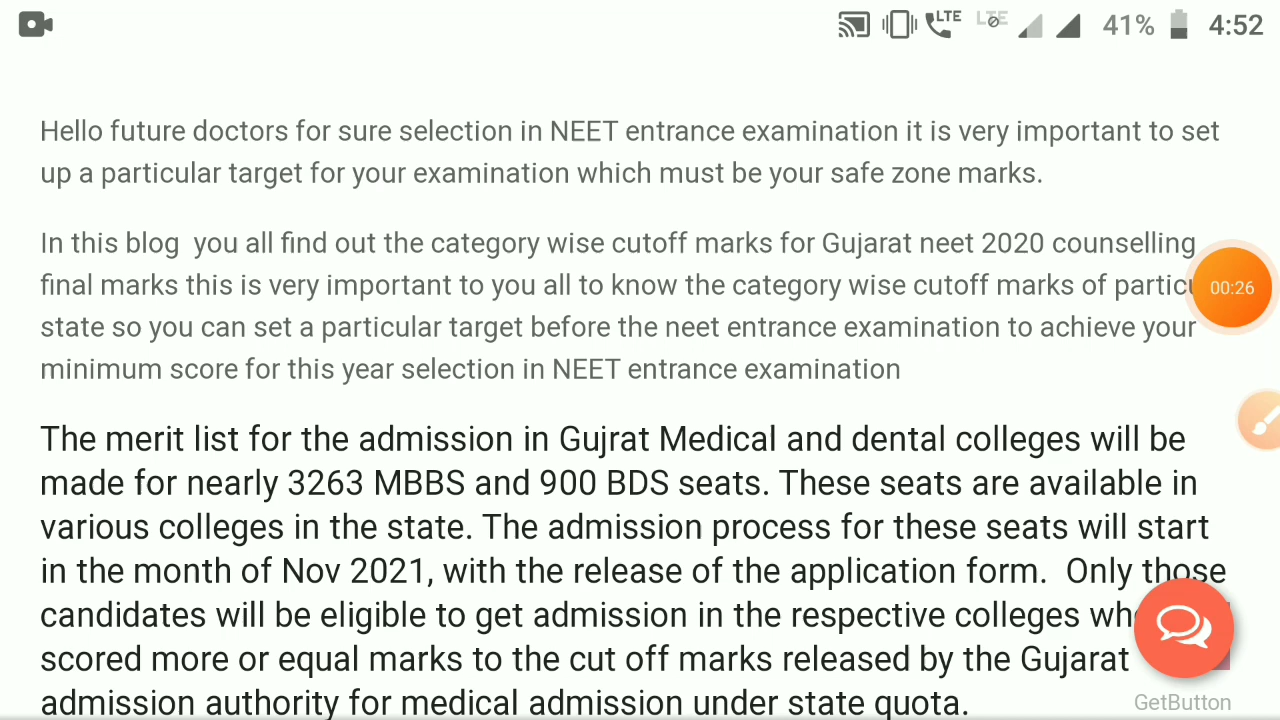 LTE LTE 41% 4:52
Hello future doctors for sure selection in NEET entrance examination it is very important to set
up a particular target for your examination which must be your safe zone marks.
In this blog you all find out the category wise cutoff marks for Gujarat neet 2020 counselling
final marks this is very important to you all to know the category wise cutoff marks of
00:26
state so you can set a particular target before the neet entrance examination to achieve your
minimum score for this year selection in NEET entrance examination
The merit list for the admission in Gujrat Medical and dental colleges will be
made for nearly 3263 MBBS and 900 BDS seats. These seats are available in
various colleges in the state. The admission process for these seats will start
in the month of Nov 2021, with the release of the application form. Only those
candidates will be eligible to get admission in the respective colleges
scored more or equal marks to the cut off marks released by the Gujarat
admission authority for medical admission under state quota.
GetButton